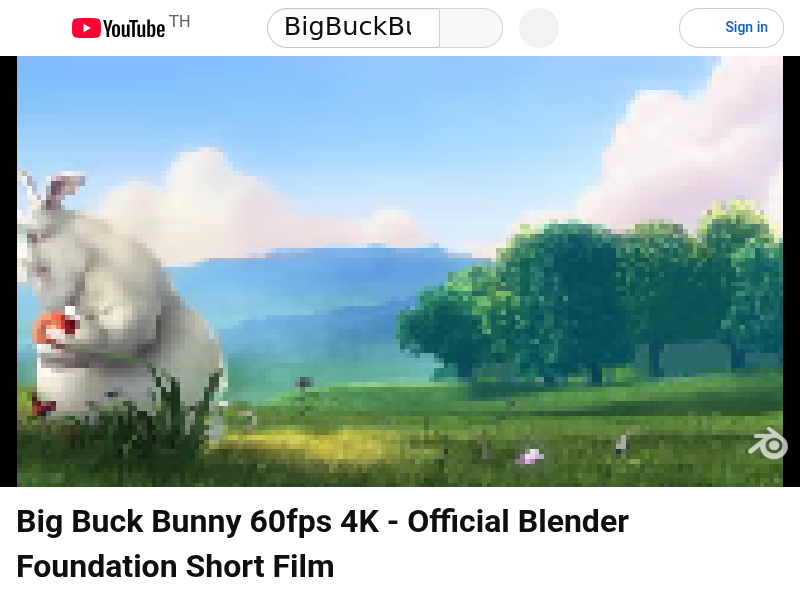 YouTube TH
BigBuckBu
Sign in
Big Buck Bunny 60fps 4K - Official Blender
Foundation Short Film